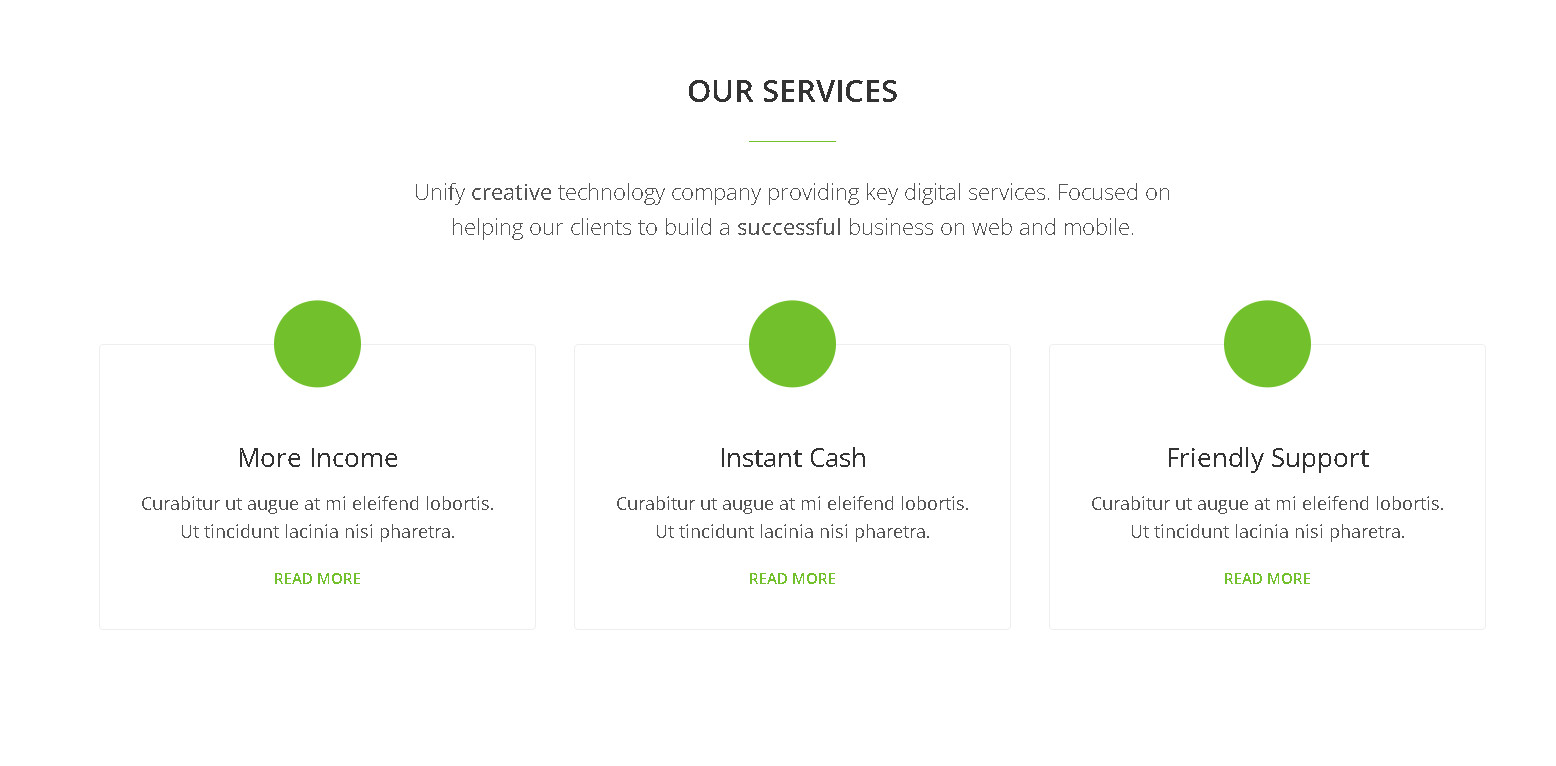 OUR SERVICES
Unify creative technology company providing key digital services. Focused on
helping our clients to build a successful business on web and mobile.
More Income
Curabitur ut augue at mi eleifend lobortis.
Ut tincidunt lacinia nisi pharetra.
READ MORE
Instant Cash
Curabitur ut augue at mi eleifend lobortis.
Ut tincidunt lacinia nisi pharetra.
READ MORE
Friendly Support
Curabitur ut augue at mi eleifend lobortis.
Ut tincidunt lacinia nisi pharetra.
READ MORE